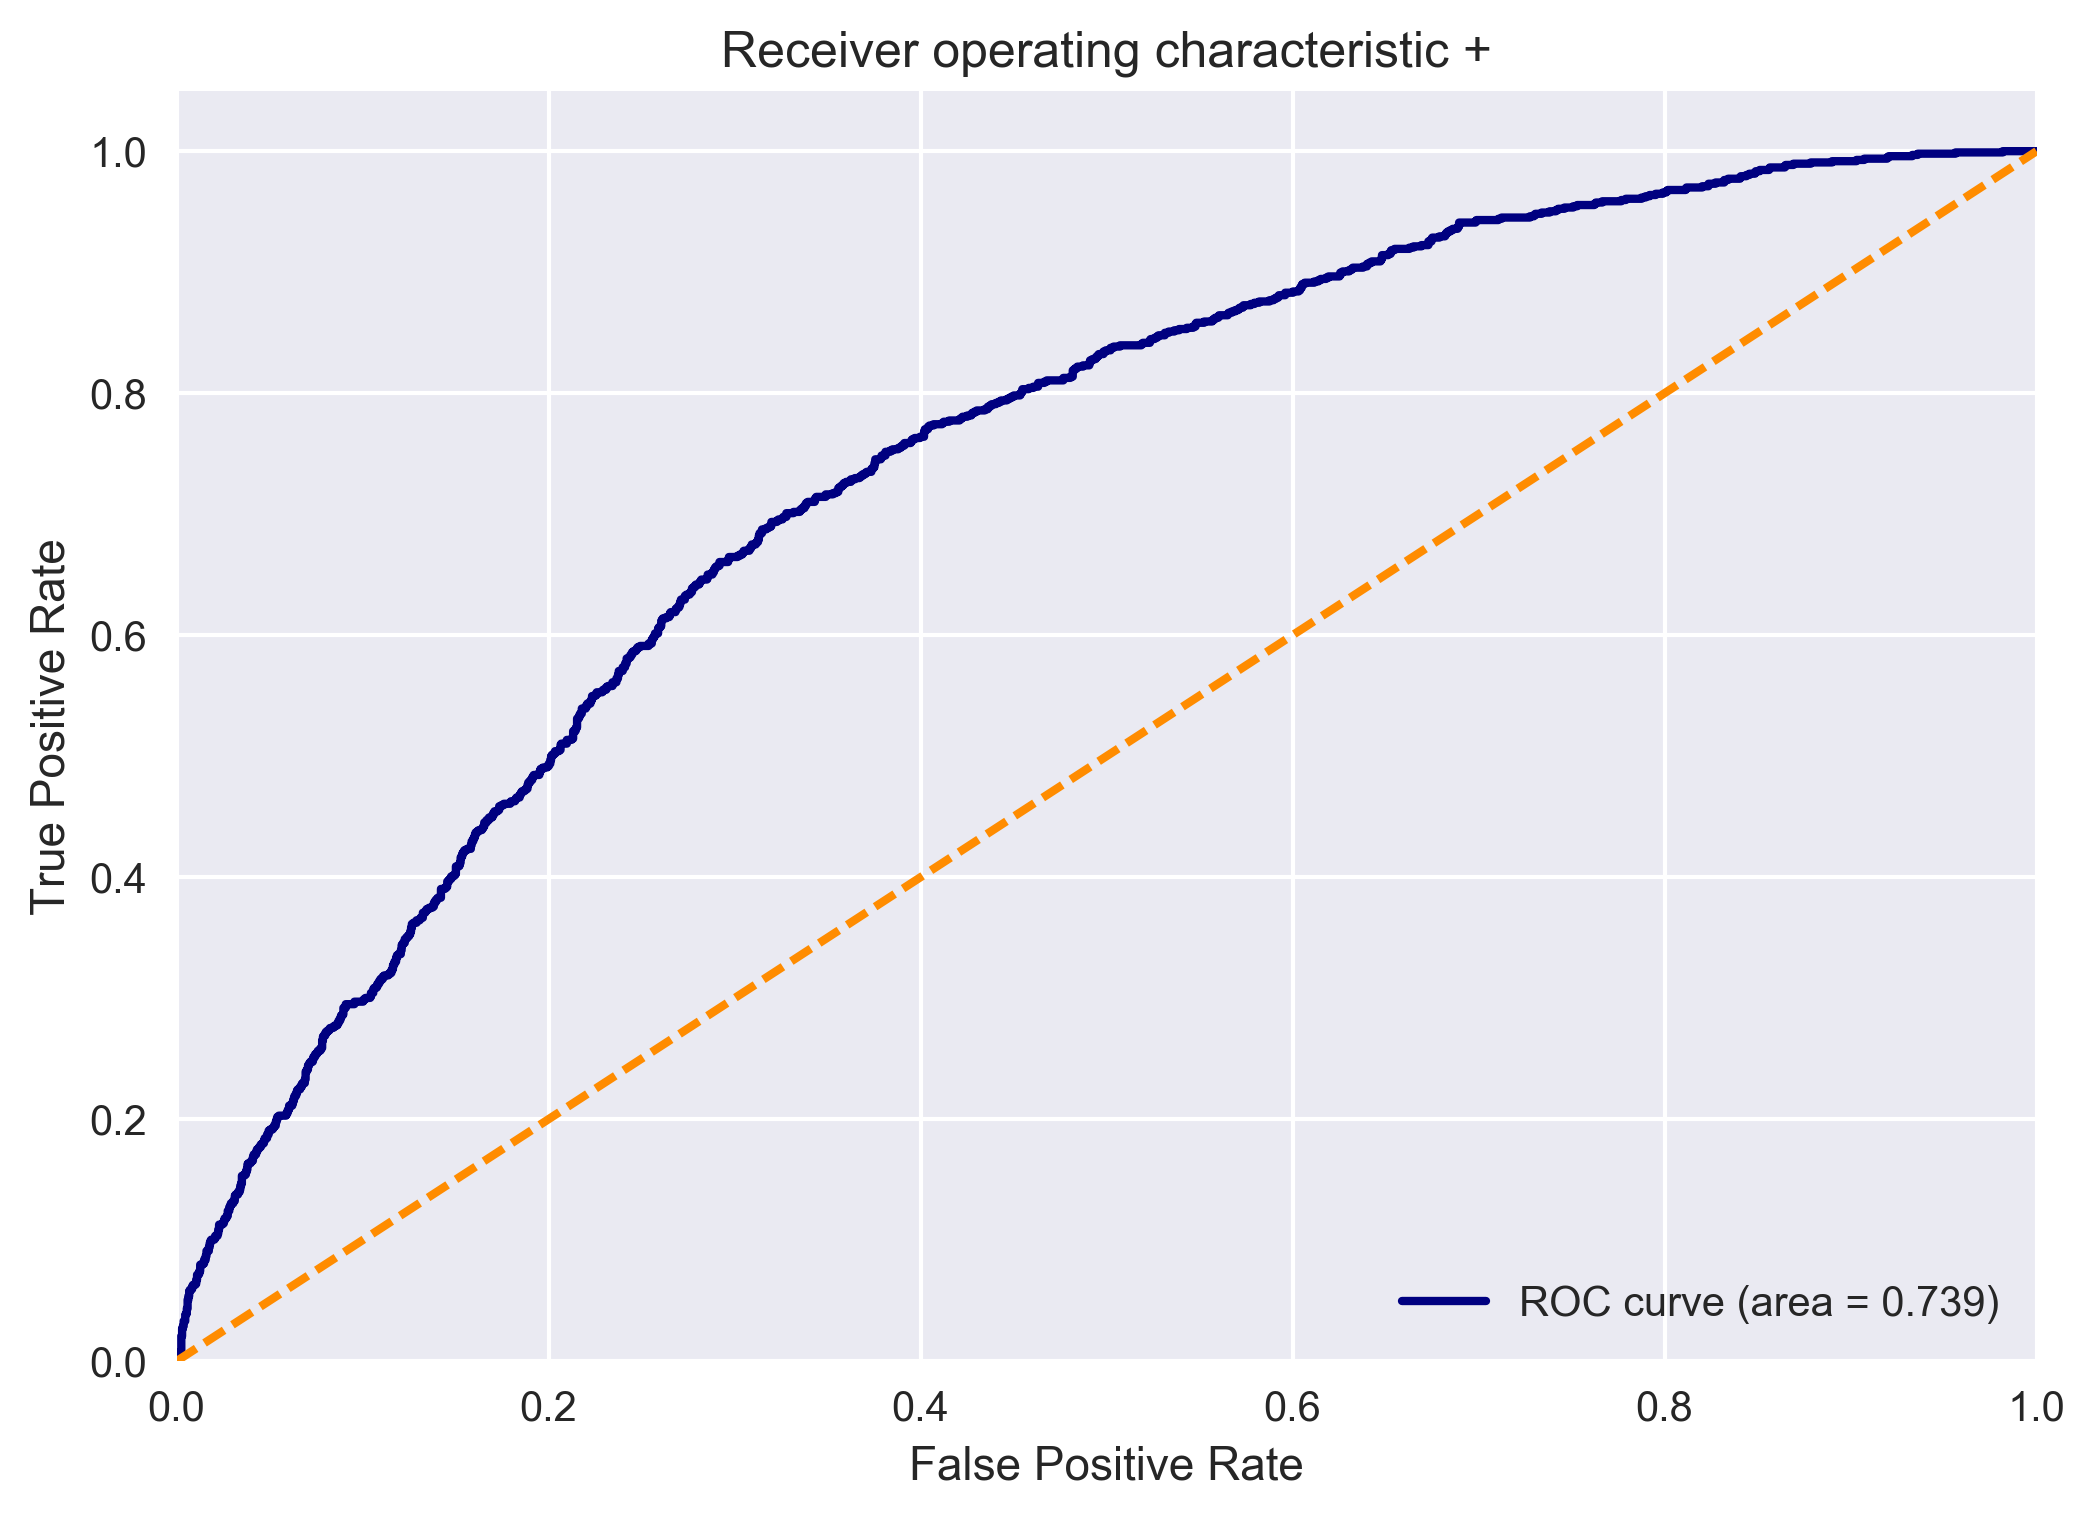 Receiver operating characteristic +
1.0
0.8
0.6
0.4
0.2
0.0
True Positive Rate
ROC curve (area = 0.739)
0.0 0.2 0.4 0.6 0.8 1.0
False Positive Rate